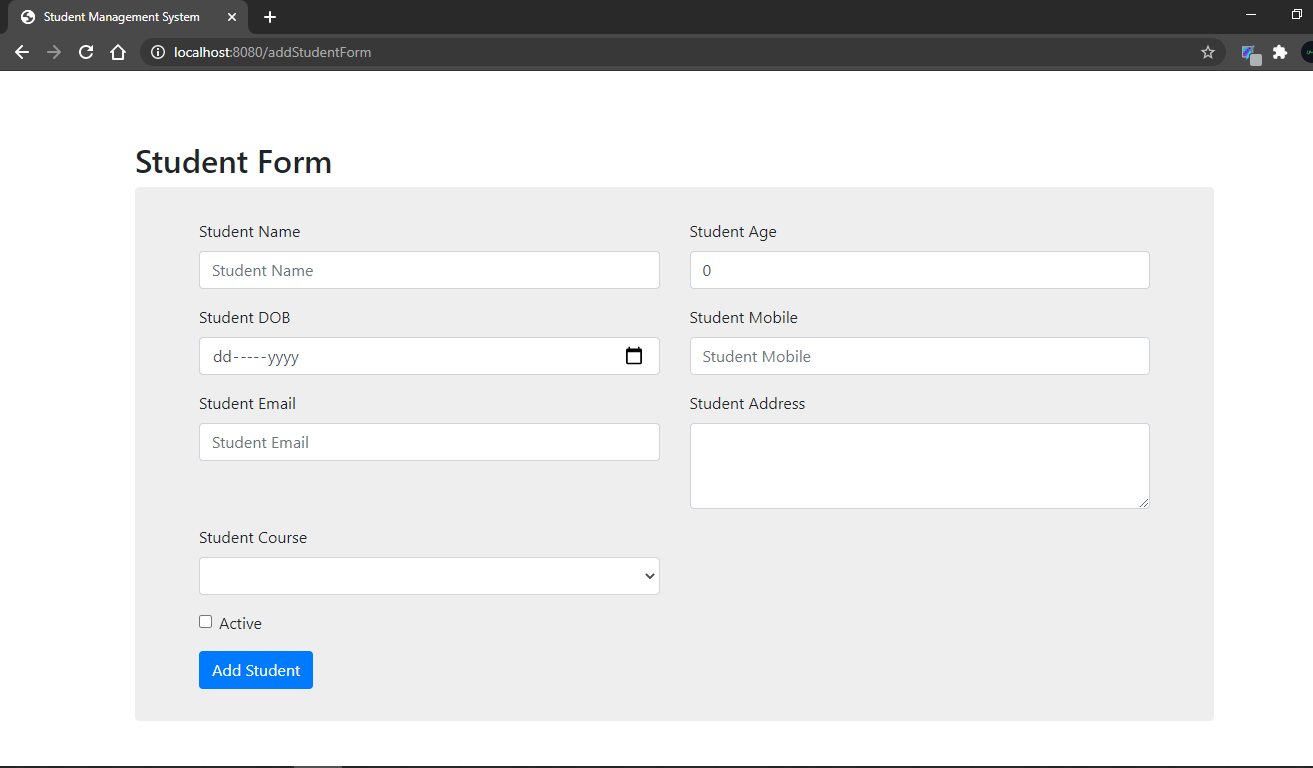 Student Management System
localhost:8080/addStudentForm
Student Form
Student Name
Student Age
Student Name
0
Student DOB
Student Mobile
dd-----yyyy
Student Mobile
Student Email
Student Address
Student Email
Student Course
Active
Add Student